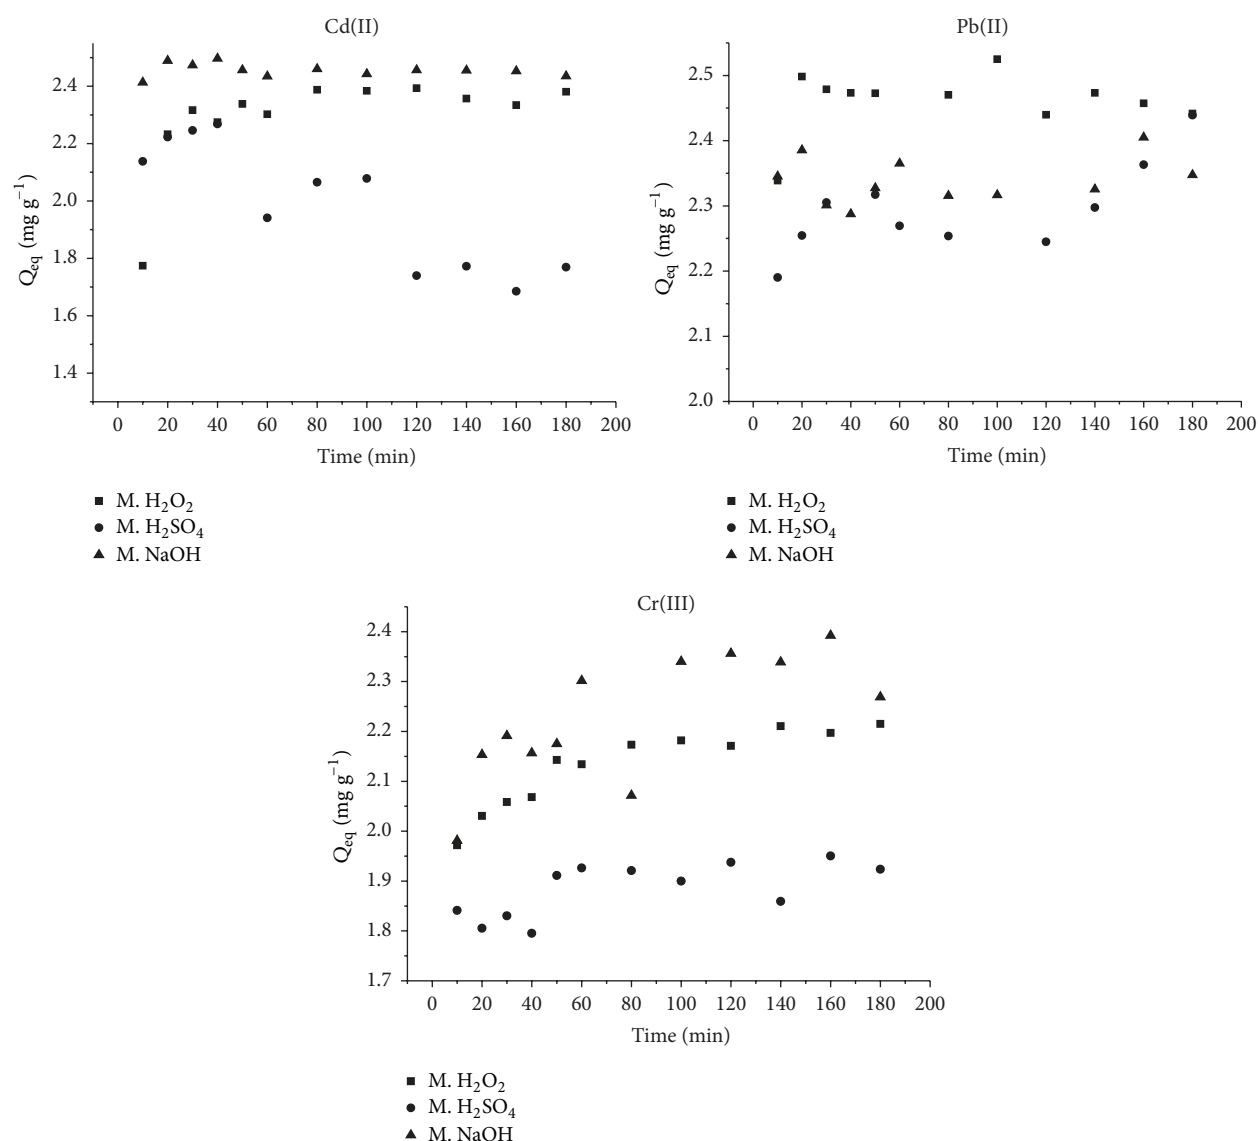 Cd(II)
2.4
2.2
2.0
1.8
1.6
1.4
Qeq (mg g⁻¹)
0 20 40 60 80 100 120 140 160 180 200
Time (min)
M. H₂O₂
M. H₂SO₄
M. NaOH
Pb(II)
2.5
2.4
2.3
2.2
2.1
2.0
Qeq (mg g⁻¹)
0 20 40 60 80 100 120 140 160 180 200
Time (min)
M. H₂O₂
M. H₂SO₄
M. NaOH
Cr(III)
2.4
2.3
2.2
2.1
2.0
1.9
1.8
1.7
Qeq (mg g⁻¹)
0 20 40 60 80 100 120 140 160 180 200
Time (min)
M. H₂O₂
M. H₂SO₄
M. NaOH